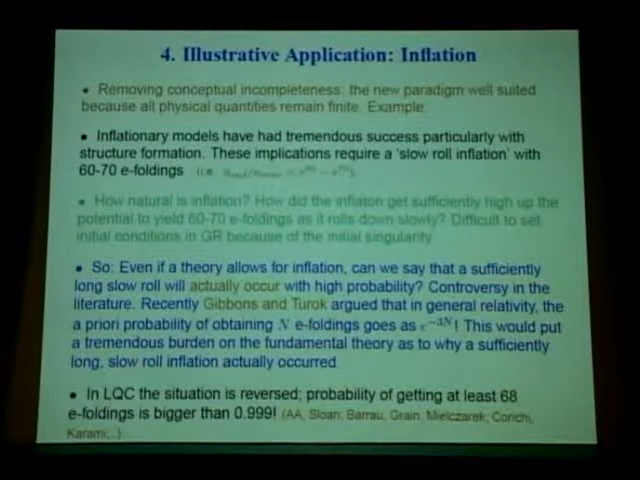 4. Illustrative Application: Inflation
• Removing conceptual incompleteness: the new paradigm well suited
because all physical quantities remain finite. Example:
• Inflationary models have had tremendous success particularly with
structure formation. These implications require a 'slow roll inflation' with
60-70 e-foldings (i.e.
• How natural is inflation? How did the inflaton get sufficiently high up the
potential to yield 60-70 e-foldings as it rolls down slowly? Difficult to set
initial conditions in GR because of the initial singularity
• So: Even if a theory allows for inflation, can we say that a sufficiently
long slow roll will actually occur with high probability? Controversy in the
literature. Recently Gibbons and Turok argued that in general relativity, the
a priori probability of obtaining N e-foldings goes as e^{-3N}! This would put
a tremendous burden on the fundamental theory as to why a sufficiently
long, slow roll inflation actually occurred.
• In LQC the situation is reversed; probability of getting at least 68
e-foldings is bigger than 0.999! (AA, Sloan; Barrau, Grain, Mielczarek; Corichi,
Karami,..)